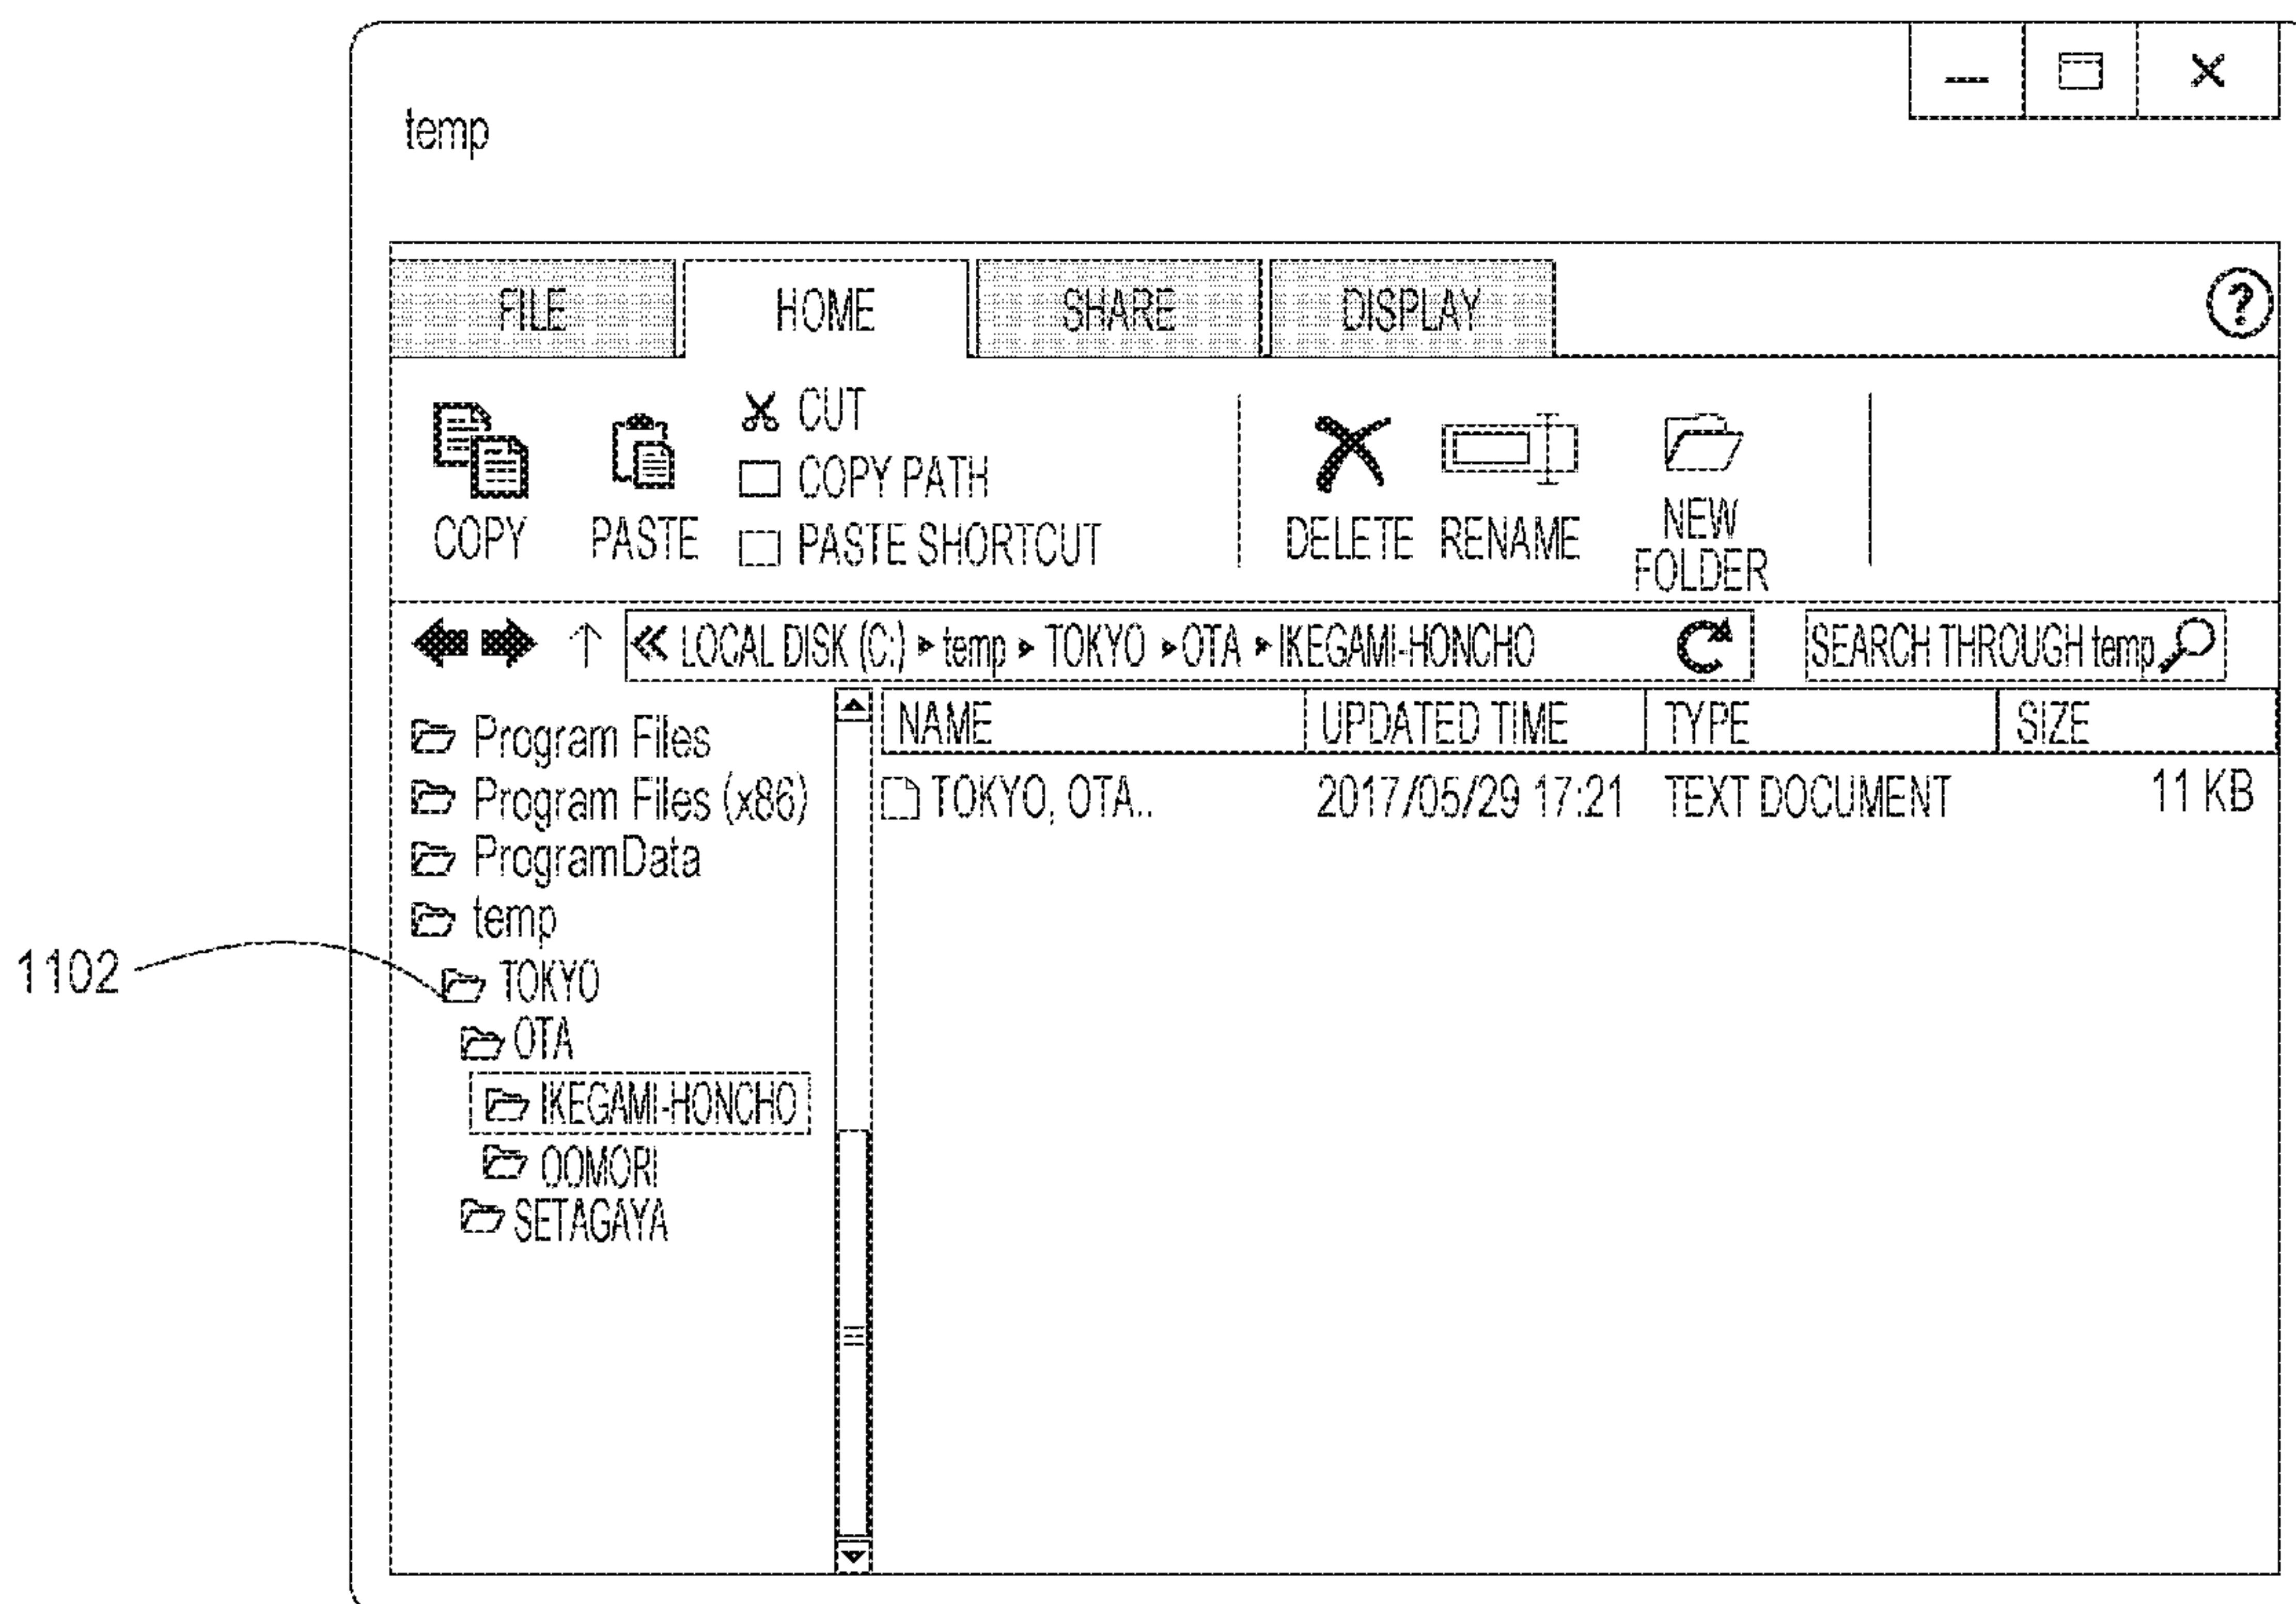 temp
FILE HOME SHARE DISPLAY ?
CUT
COPY PATH
COPY PASTE PASTE SHORTCUT DELETE RENAME NEW FOLDER
« LOCAL DISK (C:) ▸ temp ▸ TOKYO ▸ OTA ▸ IKEGAMI-HONCHO SEARCH THROUGH temp
NAME UPDATED TIME TYPE SIZE
TOKYO, OTA.. 2017/05/29 17:21 TEXT DOCUMENT 11 KB
Program Files
Program Files (x86)
ProgramData
temp
1102
TOKYO
OTA
IKEGAMI-HONCHO
OOMORI
SETAGAYA